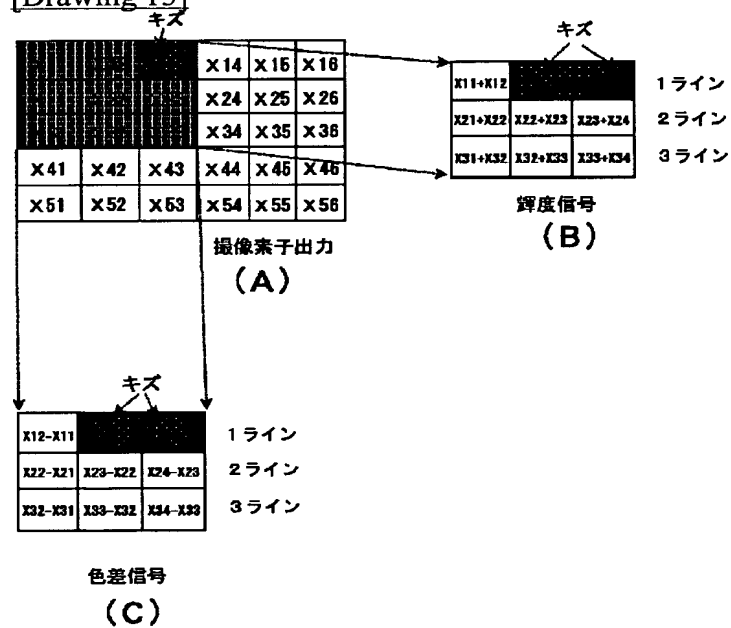 [Drawing 15]
キズ
X14 X15 X16
X24 X25 X26
X34 X35 X36
X41 X42 X43 X44 X45 X46
X51 X52 X53 X54 X55 X56
撮像素子出力
(A)
キズ
X11+X12
1ライン
X21+X22 X22+X23 X23+X24
2ライン
X31+X32 X32+X33 X33+X34
3ライン
輝度信号
(B)
キズ
X12-X11
1ライン
X22-X21 X23-X22 X24-X23
2ライン
X32-X31 X33-X32 X34-X33
3ライン
色差信号
(C)